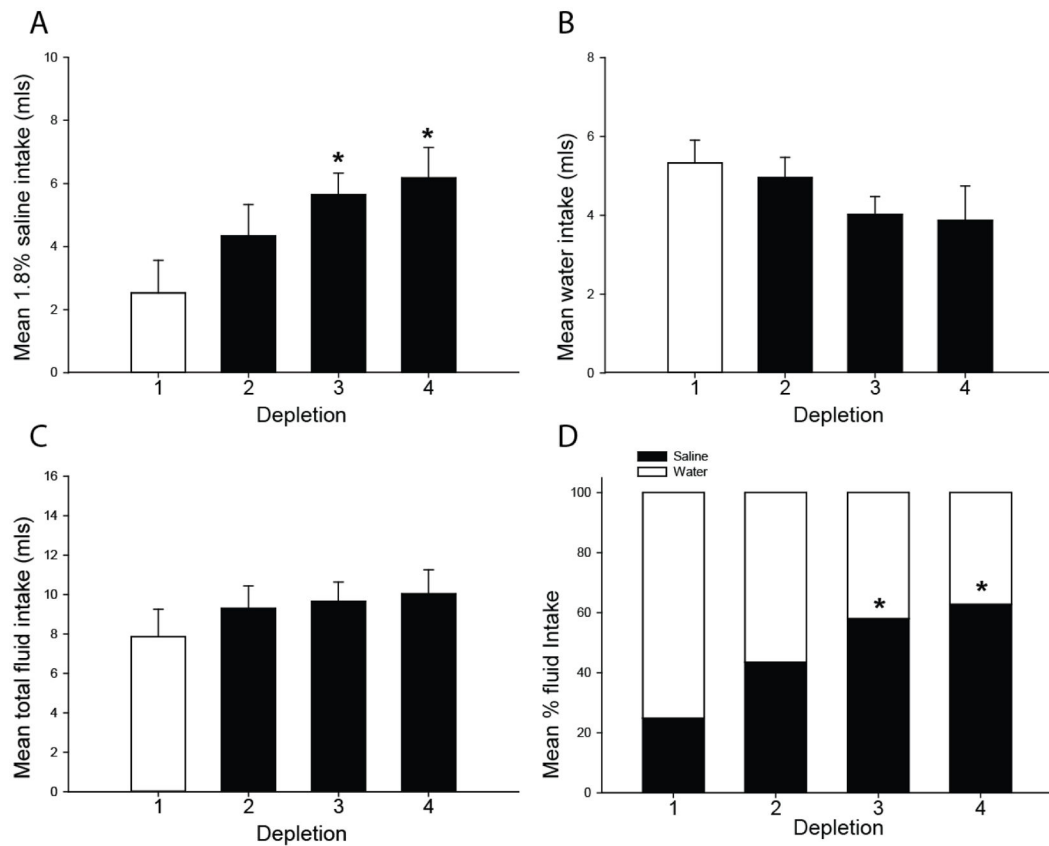 A
Mean 1.8% saline intake (mls)
10
8
6
4
2
0
*
*
1 2 3 4
Depletion
B
Mean water intake (mls)
8
6
4
2
0
1 2 3 4
Depletion
C
Mean total fluid intake (mls)
16
14
12
10
8
6
4
2
0
1 2 3 4
Depletion
D
Saline
Water
Mean % fluid Intake
100
80
60
40
20
0
*
*
1 2 3 4
Depletion